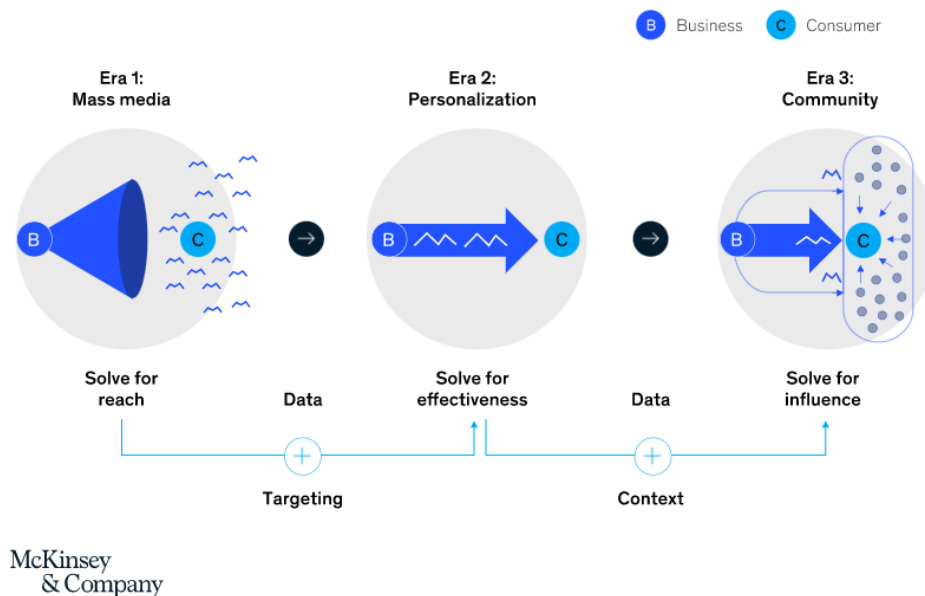 B Business C Consumer
Era 1:
Mass media
Era 2:
Personalization
Era 3:
Community
B
C
B
C
B
C
Solve for
reach
Data
Solve for
effectiveness
Data
Solve for
influence
Targeting
Context
McKinsey
& Company